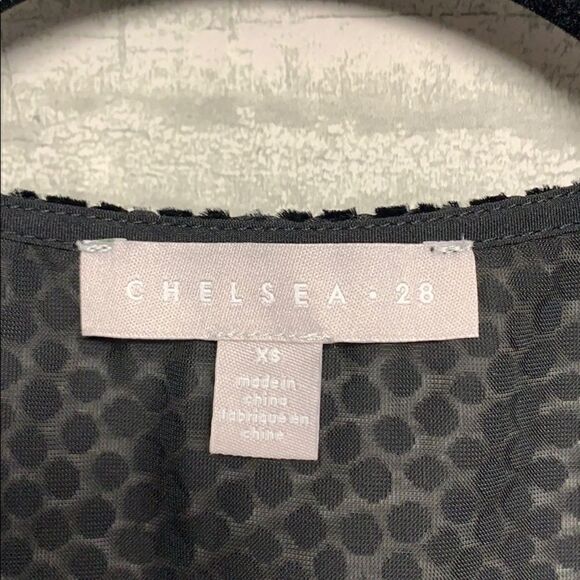 CHELSEA • 28
XS
made in
china
fabriqué en
chine